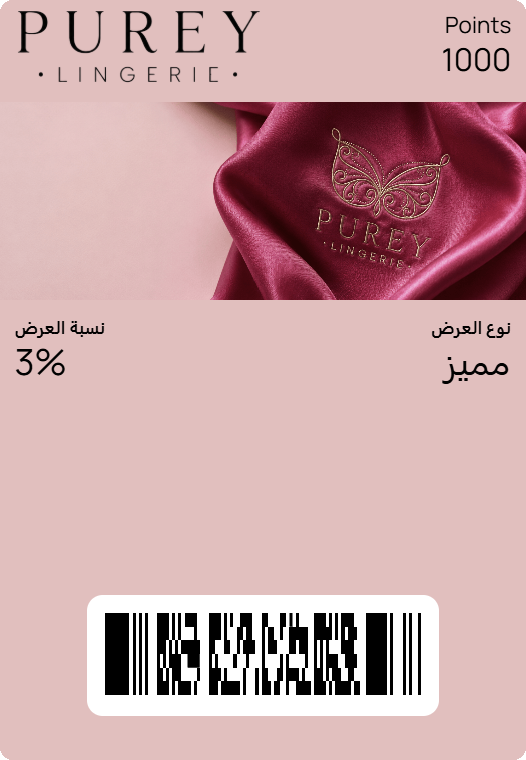 PUREY
• LINGERIE •
Points
1000
PUREY
• LINGERIE •
نوع العرض
مميز
نسبة العرض
3%